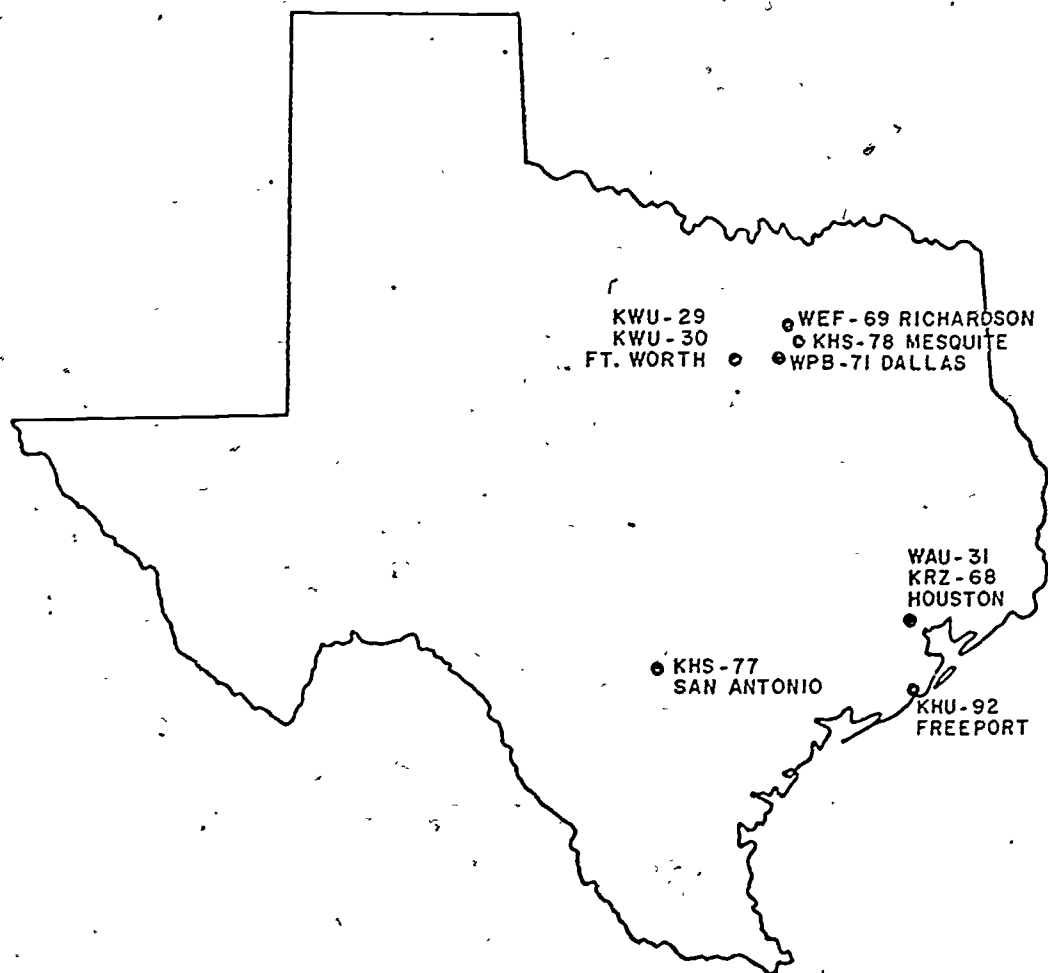 KWU-29
KWU-30
FT. WORTH
WEF-69 RICHARDSON
KHS-78 MESQUITE
WPB-71 DALLAS
WAU-31
KRZ-68
HOUSTON
KHS-77
SAN ANTONIO
KHU-92
FREEPORT